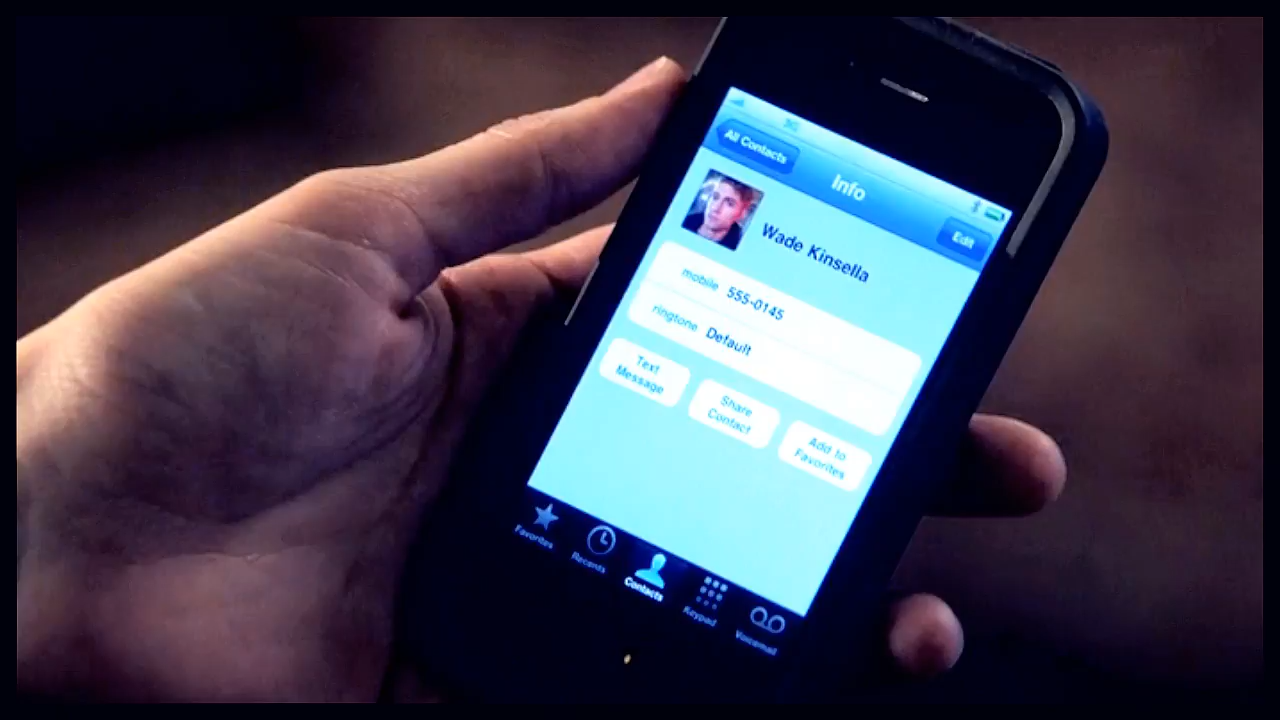 3G
All Contacts
Info
Edit
Wade Kinsella
mobile 555-0145
ringtone Default
Text
Message
Share
Contact
Add to
Favorites
Favorites
Recents
Contacts
Keypad
Voicemail